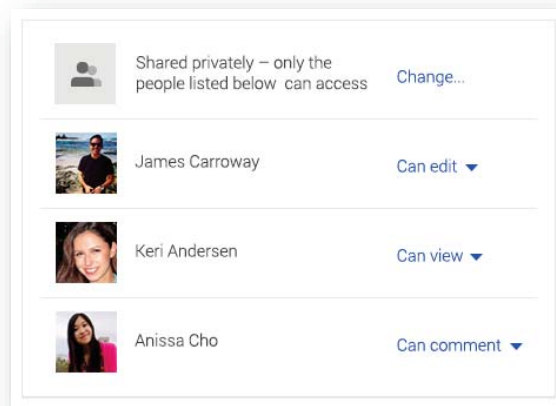 Shared privately – only the
people listed below can access
Change...
James Carroway
Can edit
Keri Andersen
Can view
Anissa Cho
Can comment